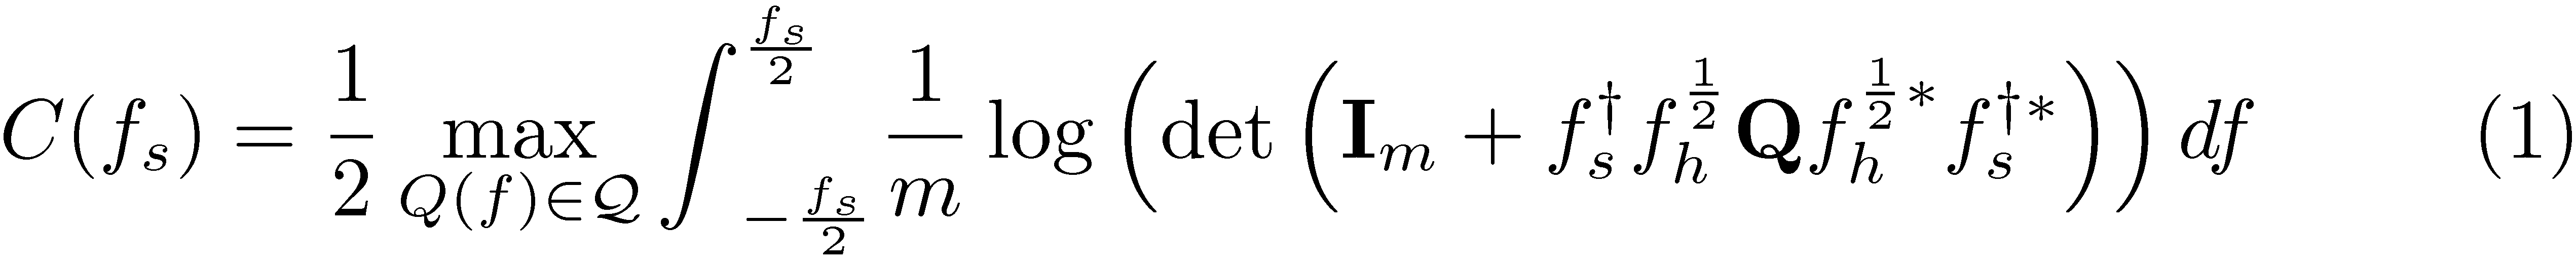 C(f_s) = \frac{1}{2} \max_{Q(f) \in \mathcal{Q}} \int_{-\frac{f_s}{2}}^{\frac{f_s}{2}} \frac{1}{m} \log \left( \det \left( \mathbf{I}_m + f_s^{\dagger} f_h^{\frac{1}{2}} \mathbf{Q} f_h^{\frac{1}{2}*} f_s^{\dagger *} \right) \right) df (1)